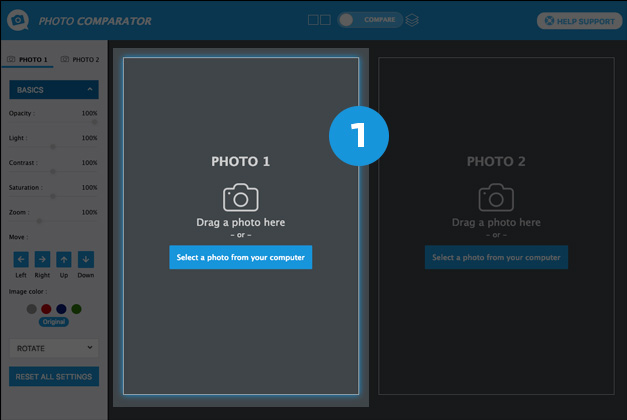 PHOTO COMPARATOR
COMPARE
HELP SUPPORT
PHOTO 1
PHOTO 2
BASICS
Opacity : 100%
Light : 100%
Contrast : 100%
Saturation : 100%
Zoom : 100%
Move :
Left Right Up Down
Image color :
Original
ROTATE
RESET ALL SETTINGS
1
PHOTO 1
Drag a photo here
- or -
Select a photo from your computer
PHOTO 2
Drag a photo here
- or -
Select a photo from your computer